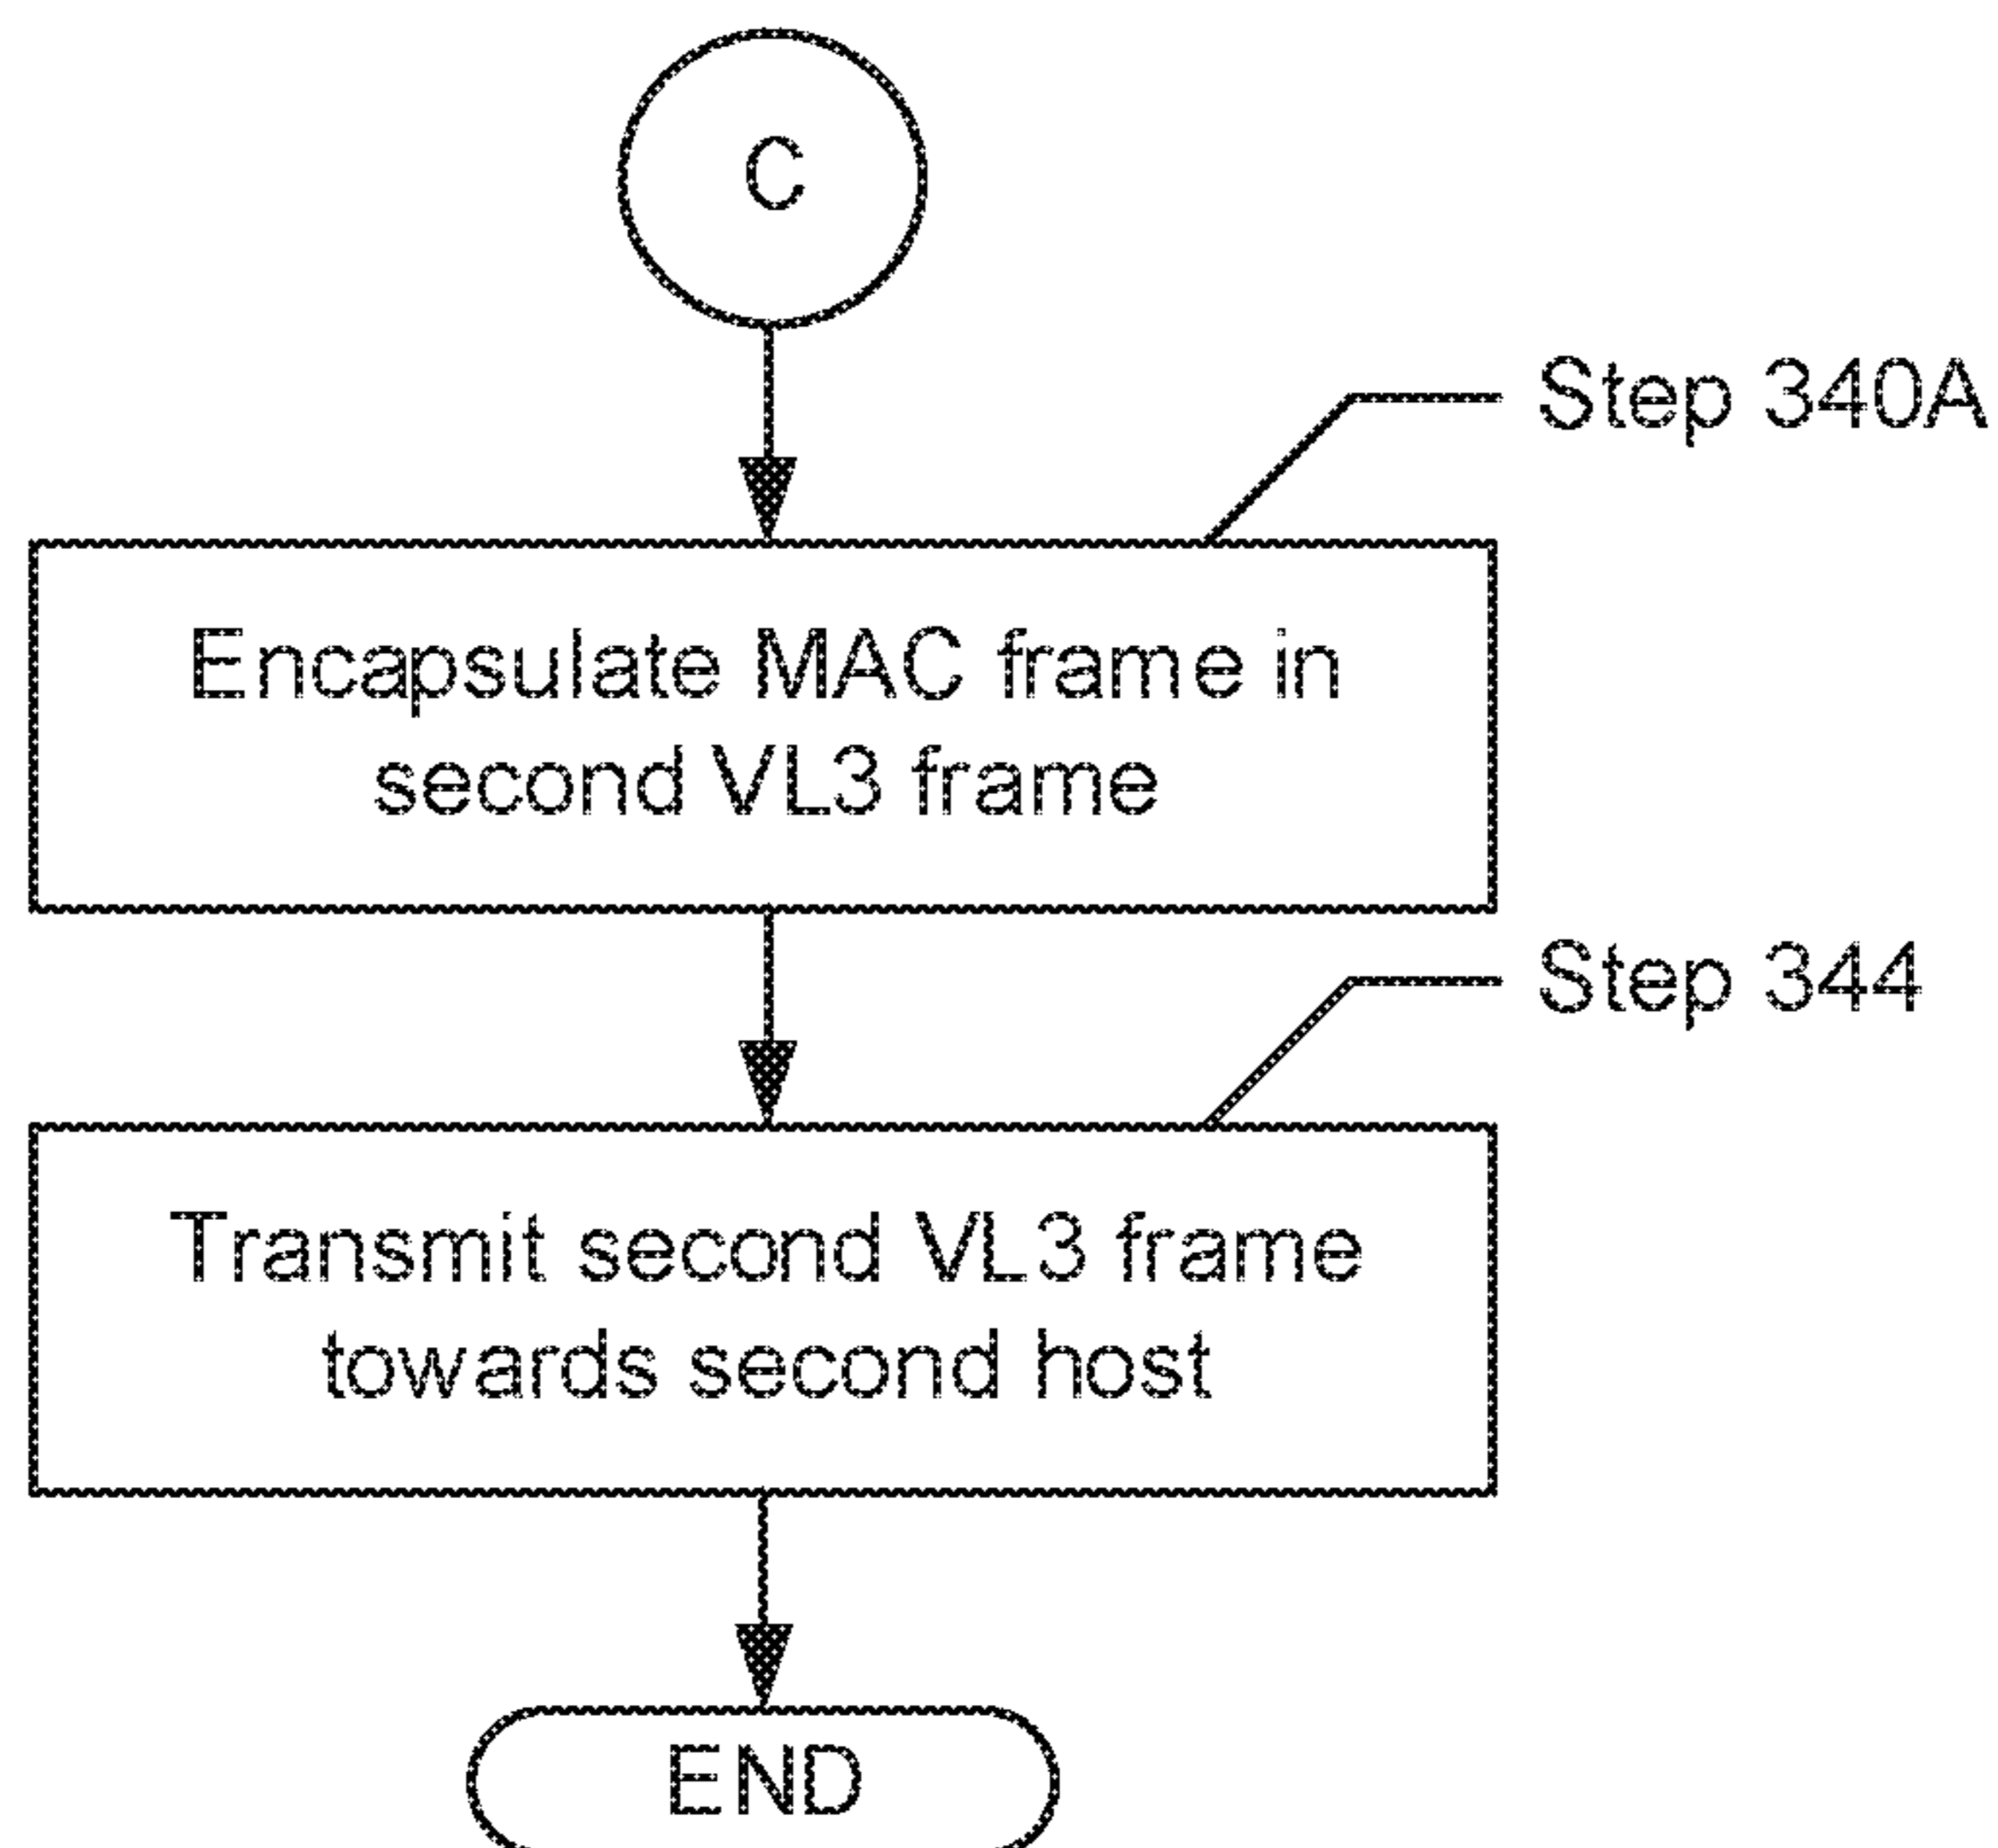 C
Step 340A
Encapsulate MAC frame in
second VL3 frame
Step 344
Transmit second VL3 frame
towards second host
END